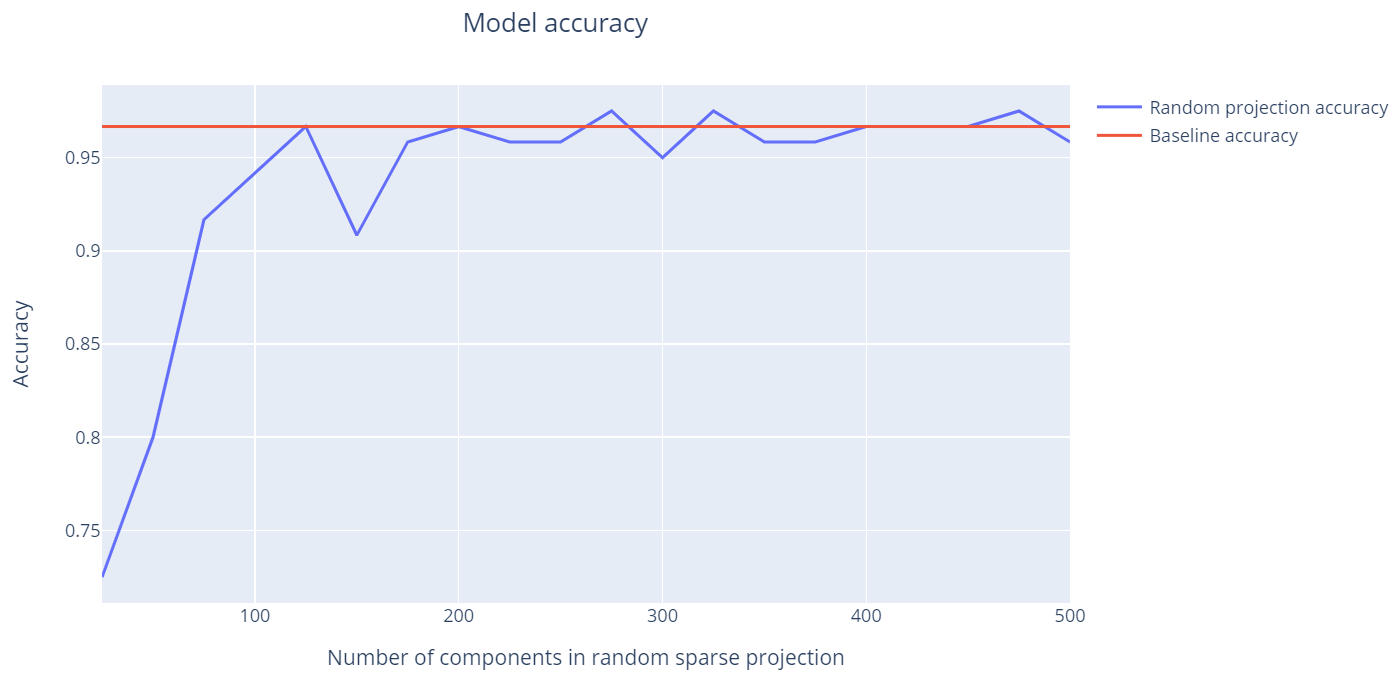 Model accuracy
Random projection accuracy
Baseline accuracy
0.95
0.9
0.85
0.8
0.75
Accuracy
100
200
300
400
500
Number of components in random sparse projection